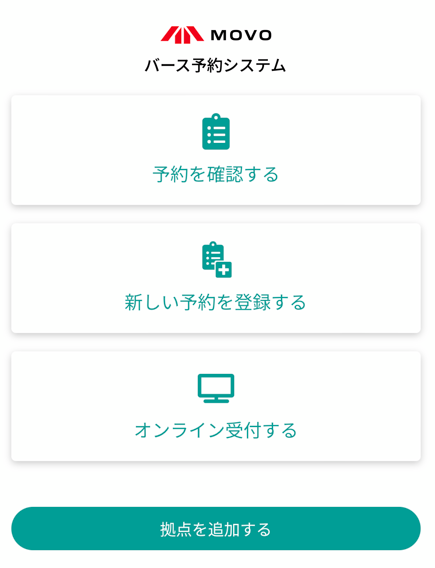 MOVO
バース予約システム
予約を確認する
新しい予約を登録する
オンライン受付する
拠点を追加する